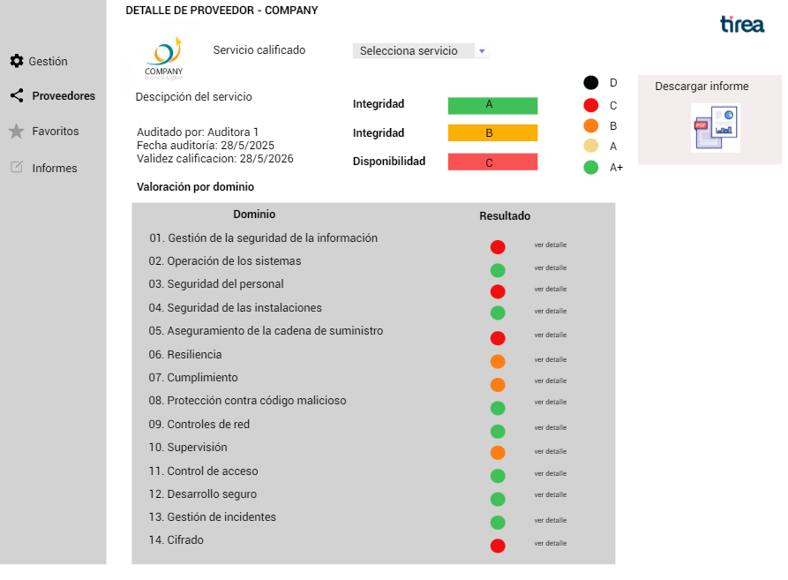 DETALLE DE PROVEEDOR - COMPANY
tirea
Servicio calificado
Selecciona servicio
COMPANY
Gestión
Proveedores
Favoritos
Informes
Descipción del servicio
Auditado por: Auditora 1
Fecha auditoría: 28/5/2025
Validez calificacion: 28/5/2026
Integridad A
Integridad B
Disponibilidad C
D
C
B
A
A+
Descargar informe
PDF
Valoración por dominio
Dominio Resultado
01. Gestión de la seguridad de la información ver detalle
02. Operación de los sistemas ver detalle
03. Seguridad del personal ver detalle
04. Seguridad de las instalaciones ver detalle
05. Aseguramiento de la cadena de suministro ver detalle
06. Resiliencia ver detalle
07. Cumplimiento ver detalle
08. Protección contra código malicioso ver detalle
09. Controles de red ver detalle
10. Supervisión ver detalle
11. Control de acceso ver detalle
12. Desarrollo seguro ver detalle
13. Gestión de incidentes ver detalle
14. Cifrado ver detalle